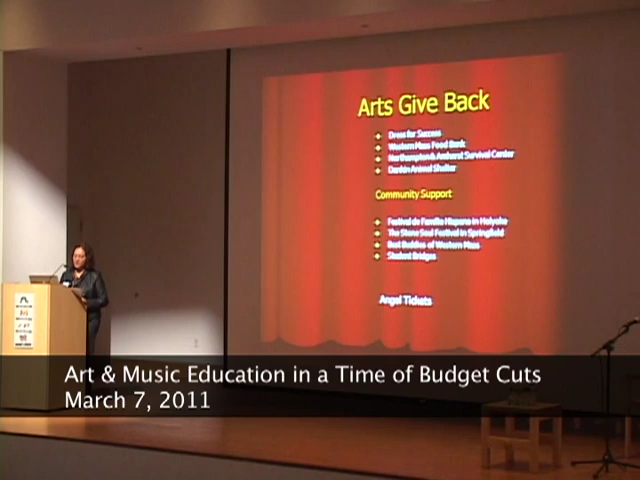 Arts Give Back
Dress for Success
Western Mass Food Bank
Northampton & Amherst Survival Center
Dankin Animal Shelter
Community Support
Festival de Familia Hispana in Holyoke
The Stone Soul Festival in Springfield
Best Buddies of Western Mass
Student Bridges
Angel Tickets
Art & Music Education in a Time of Budget Cuts
March 7, 2011